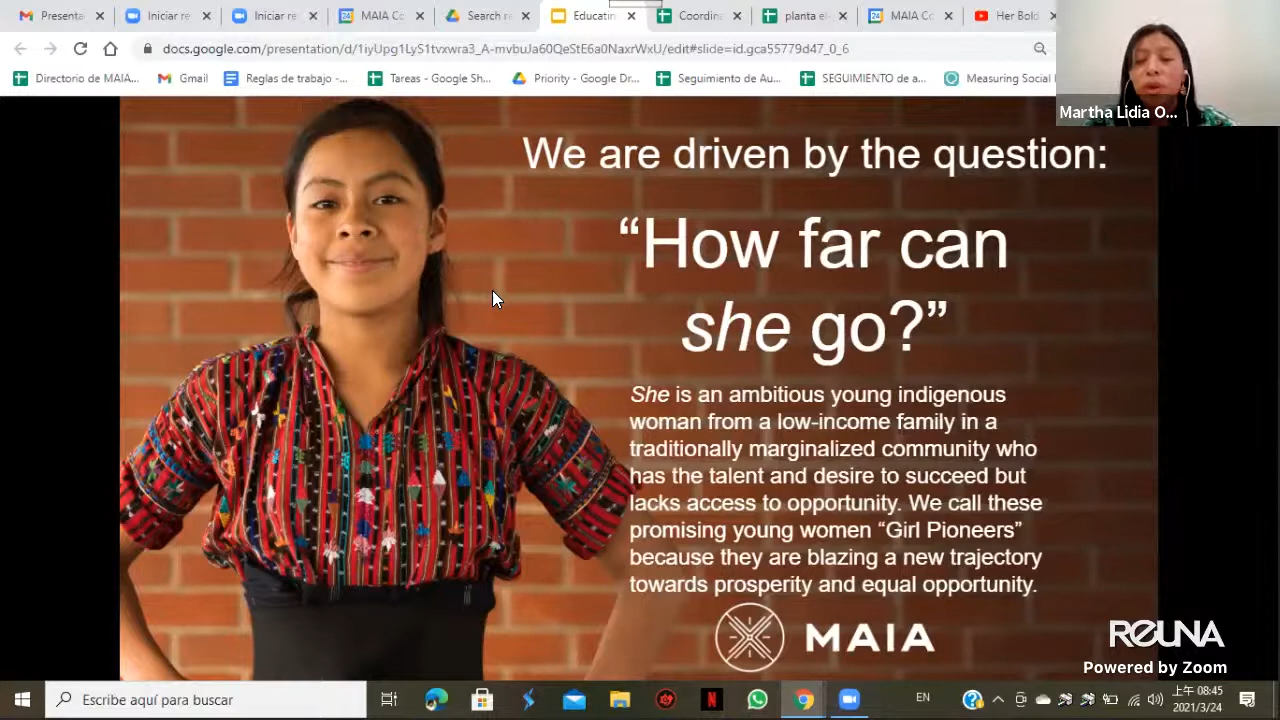 Presenta
Iniciar re
Iniciar re
MAIA C
Search re
Educatin
Coordina
planta el
MAIA Co
Her Bold
docs.google.com/presentation/d/1iyUpg1LyS1tvxwra3_A-mvbuJa60QeStE6a0NaxrWxU/edit#slide=id.gca55779d47_0_6
Directorio de MAIA...
Gmail
Reglas de trabajo -...
Tareas - Google Sh...
Priority - Google Dr...
Seguimiento de Au...
SEGUIMIENTO de a...
Measuring Social
Martha Lidia O...
We are driven by the question:
“How far can
she go?”
She is an ambitious young indigenous
woman from a low-income family in a
traditionally marginalized community who
has the talent and desire to succeed but
lacks access to opportunity. We call these
promising young women “Girl Pioneers”
because they are blazing a new trajectory
towards prosperity and equal opportunity.
MAIA
REUNA
Powered by Zoom
Escribe aquí para buscar
EN
上午 08:45
2021/3/24